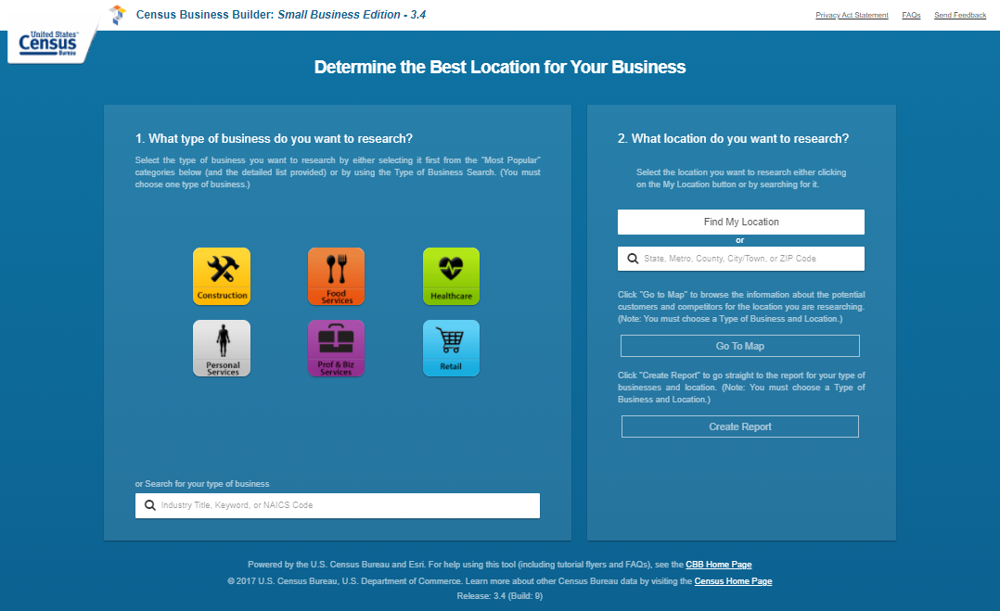 United States
Census
Bureau
Census Business Builder: Small Business Edition - 3.4
Privacy Act Statement
FAQs
Send Feedback
Determine the Best Location for Your Business
1. What type of business do you want to research?
Select the type of business you want to research by either selecting it first from the "Most Popular"
categories below (and the detailed list provided) or by using the Type of Business Search. (You must
choose one type of business.)
Construction
Food
Services
Healthcare
Personal
Services
Prof & Biz
Services
Retail
or Search for your type of business
Industry Title, Keyword, or NAICS Code
2. What location do you want to research?
Select the location you want to research either clicking
on the My Location button or by searching for it.
Find My Location
or
State, Metro, County, City/Town, or ZIP Code
Click "Go to Map" to browse the information about the potential
customers and competitors for the location you are researching.
(Note: You must choose a Type of Business and Location.)
Go To Map
Click "Create Report" to go straight to the report for your type of
businesses and location. (Note: You must choose a Type of
Business and Location.)
Create Report
Powered by the U.S. Census Bureau and Esri. For help using this tool (including tutorial flyers and FAQs), see the CBB Home Page
© 2017 U.S. Census Bureau, U.S. Department of Commerce. Learn more about other Census Bureau data by visiting the Census Home Page
Release: 3.4 (Build: 9)